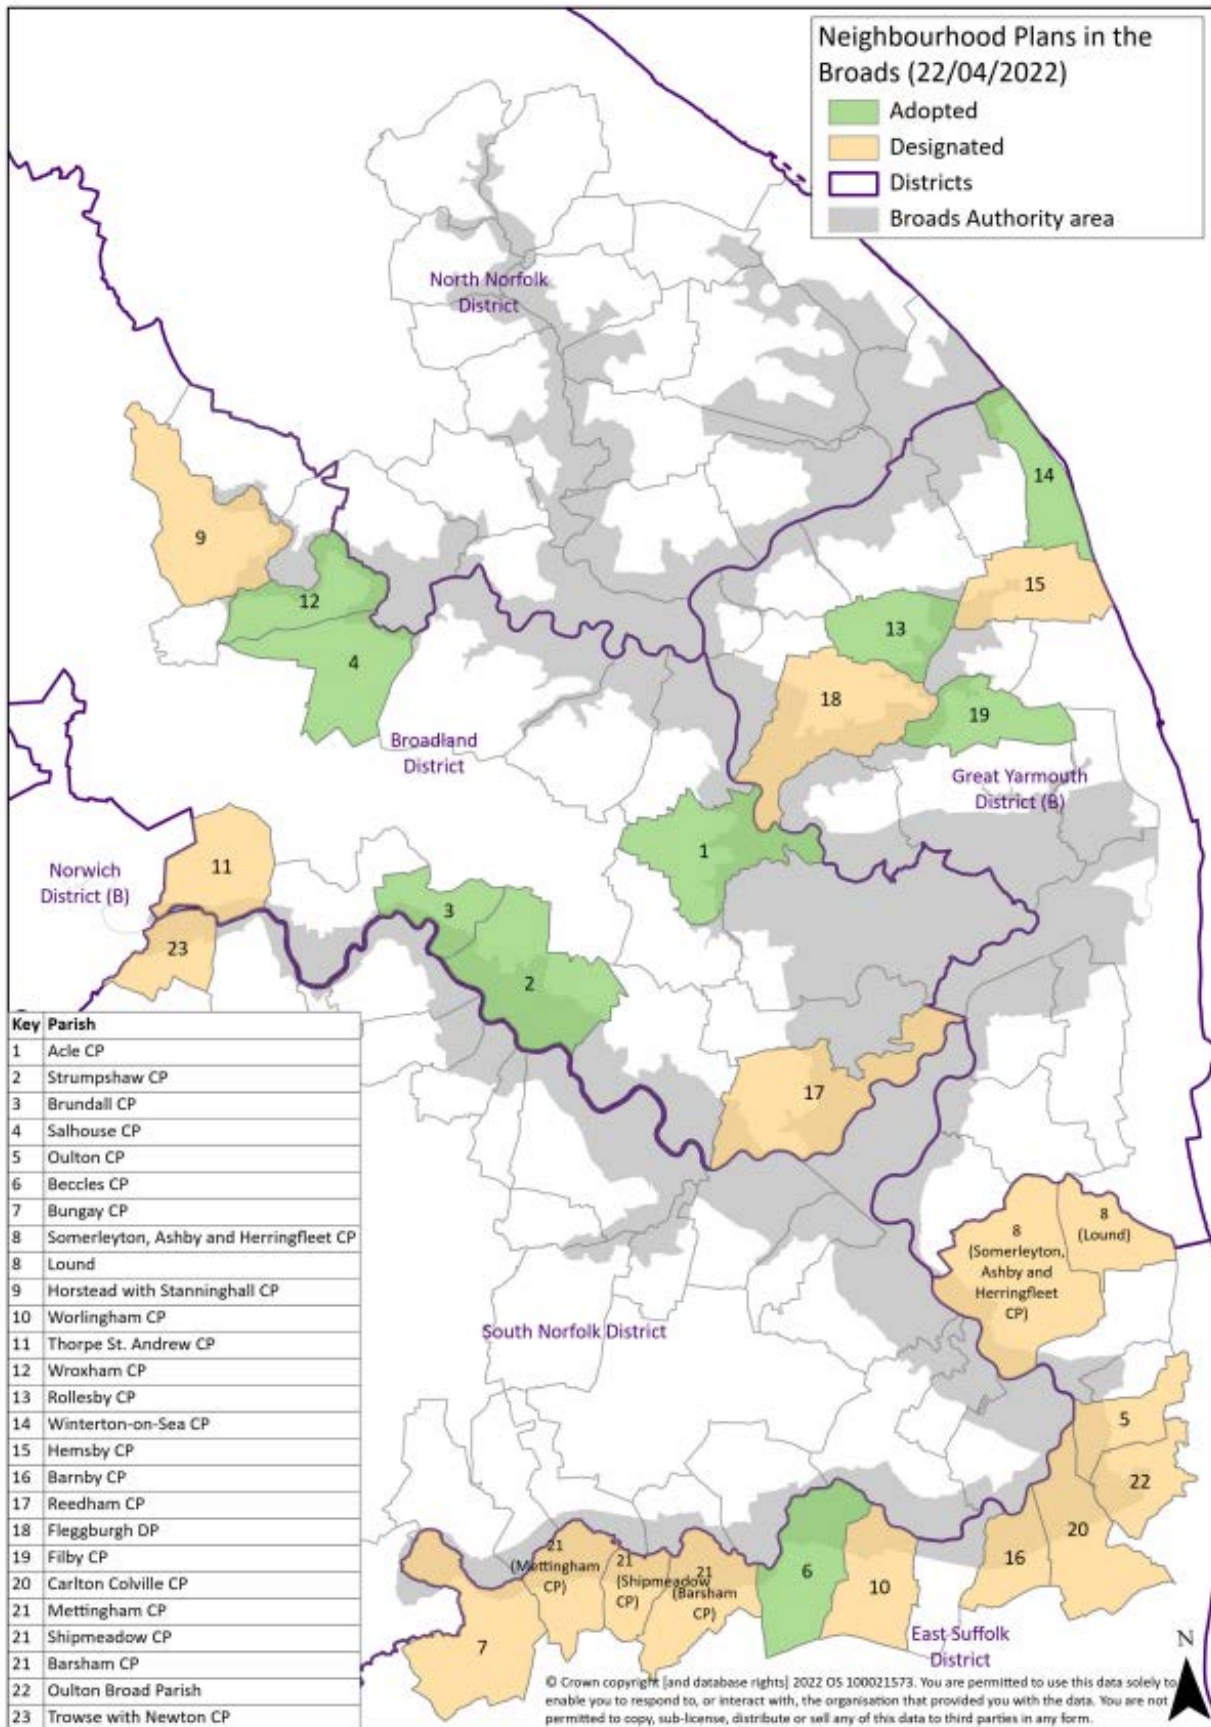 Neighbourhood Plans in the
Broads (22/04/2022)
Adopted
Designated
Districts
Broads Authority area
North Norfolk
District
14
9
15
12
13
4
18
19
Broadland
District
Great Yarmouth
District (B)
1
11
Norwich
District (B)
3
23
2
17
8
(Lound)
8
(Somerleyton,
Ashby and
Herringfleet
CP)
South Norfolk District
5
22
20
16
21
(Mettingham
CP)
21
(Shipmeadow
CP)
21
(Barsham
CP)
6
10
7
East Suffolk
District
N
Key Parish
1 Acle CP
2 Strumpshaw CP
3 Brundall CP
4 Salhouse CP
5 Oulton CP
6 Beccles CP
7 Bungay CP
8 Somerleyton, Ashby and Herringfleet CP
8 Lound
9 Horstead with Stanninghall CP
10 Worlingham CP
11 Thorpe St. Andrew CP
12 Wroxham CP
13 Rollesby CP
14 Winterton-on-Sea CP
15 Hemsby CP
16 Barnby CP
17 Reedham CP
18 Fleggburgh DP
19 Filby CP
20 Carlton Colville CP
21 Mettingham CP
21 Shipmeadow CP
21 Barsham CP
22 Oulton Broad Parish
23 Trowse with Newton CP
© Crown copyright [and database rights] 2022 OS 100021573. You are permitted to use this data solely to
enable you to respond to, or interact with, the organisation that provided you with the data. You are not
permitted to copy, sub-license, distribute or sell any of this data to third parties in any form.